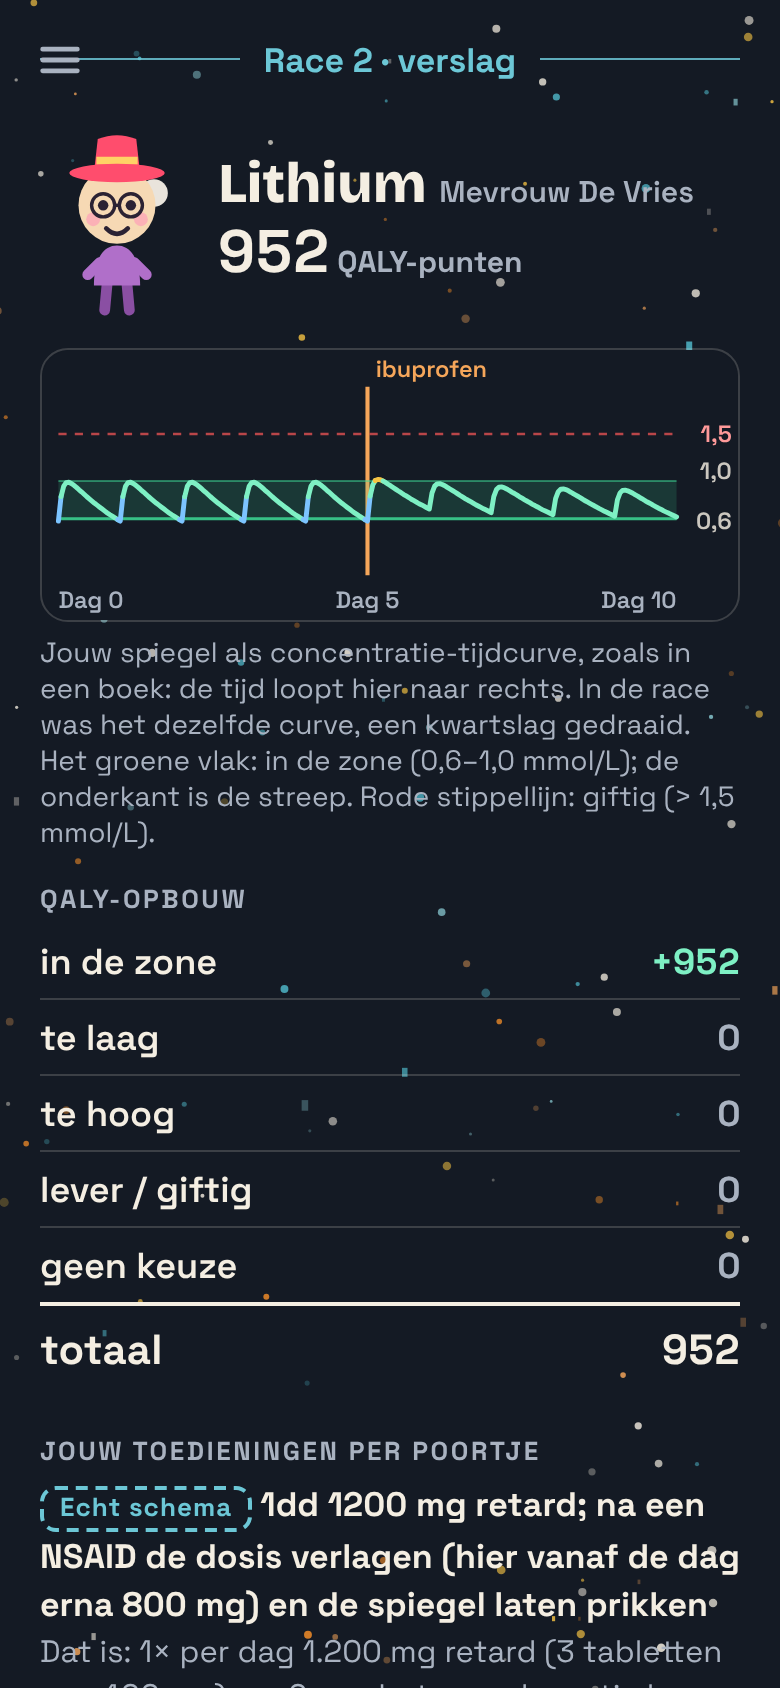 Race 2 · verslag
Lithium Mevrouw De Vries
952 QALY-punten
ibuprofen
1,5
1,0
0,6
Dag 0 Dag 5 Dag 10
Jouw spiegel als concentratie-tijdcurve, zoals in
een boek: de tijd loopt hier naar rechts. In de race
was het dezelfde curve, een kwartslag gedraaid.
Het groene vlak: in de zone (0,6–1,0 mmol/L); de
onderkant is de streep. Rode stippellijn: giftig (> 1,5
mmol/L).
QALY-OPBOUW
in de zone +952
te laag 0
te hoog 0
lever / giftig 0
geen keuze 0
totaal 952
JOUW TOEDIENINGEN PER POORTJE
Echt schema 1dd 1200 mg retard; na een
NSAID de dosis verlagen (hier vanaf de dag
erna 800 mg) en de spiegel laten prikken
Dat is: 1× per dag 1.200 mg retard (3 tabletten